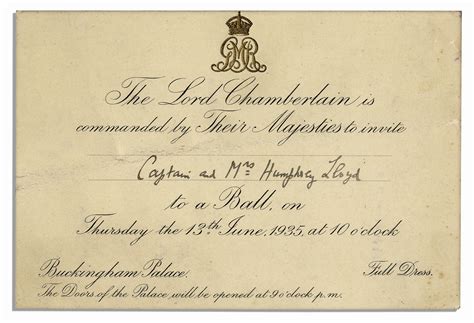 GMR
The Lord Chamberlain is
commanded by Their Majesties to invite
Captain and Mrs Humphrey Lloyd
to a Ball, on
Thursday the 13th June, 1935, at 10 o'clock
Buckingham Palace. Full Dress.
The Doors of the Palace will be opened at 9 o'clock p.m.